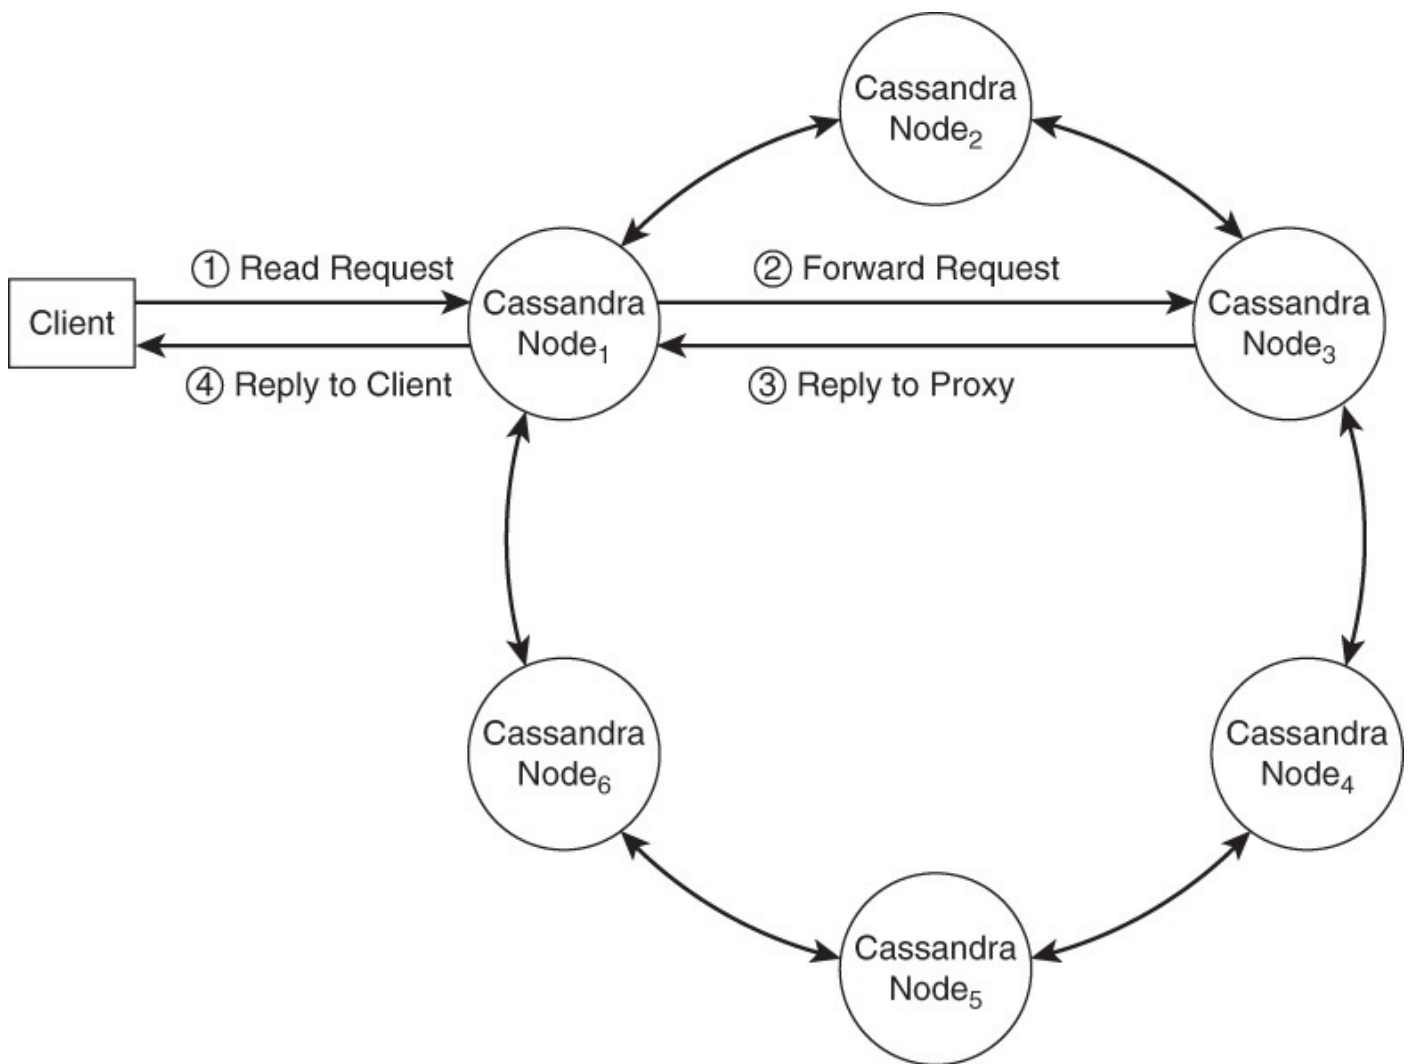 Cassandra
Node₂
① Read Request
② Forward Request
Client
Cassandra
Node₁
Cassandra
Node₃
④ Reply to Client
③ Reply to Proxy
Cassandra
Node₆
Cassandra
Node₄
Cassandra
Node₅